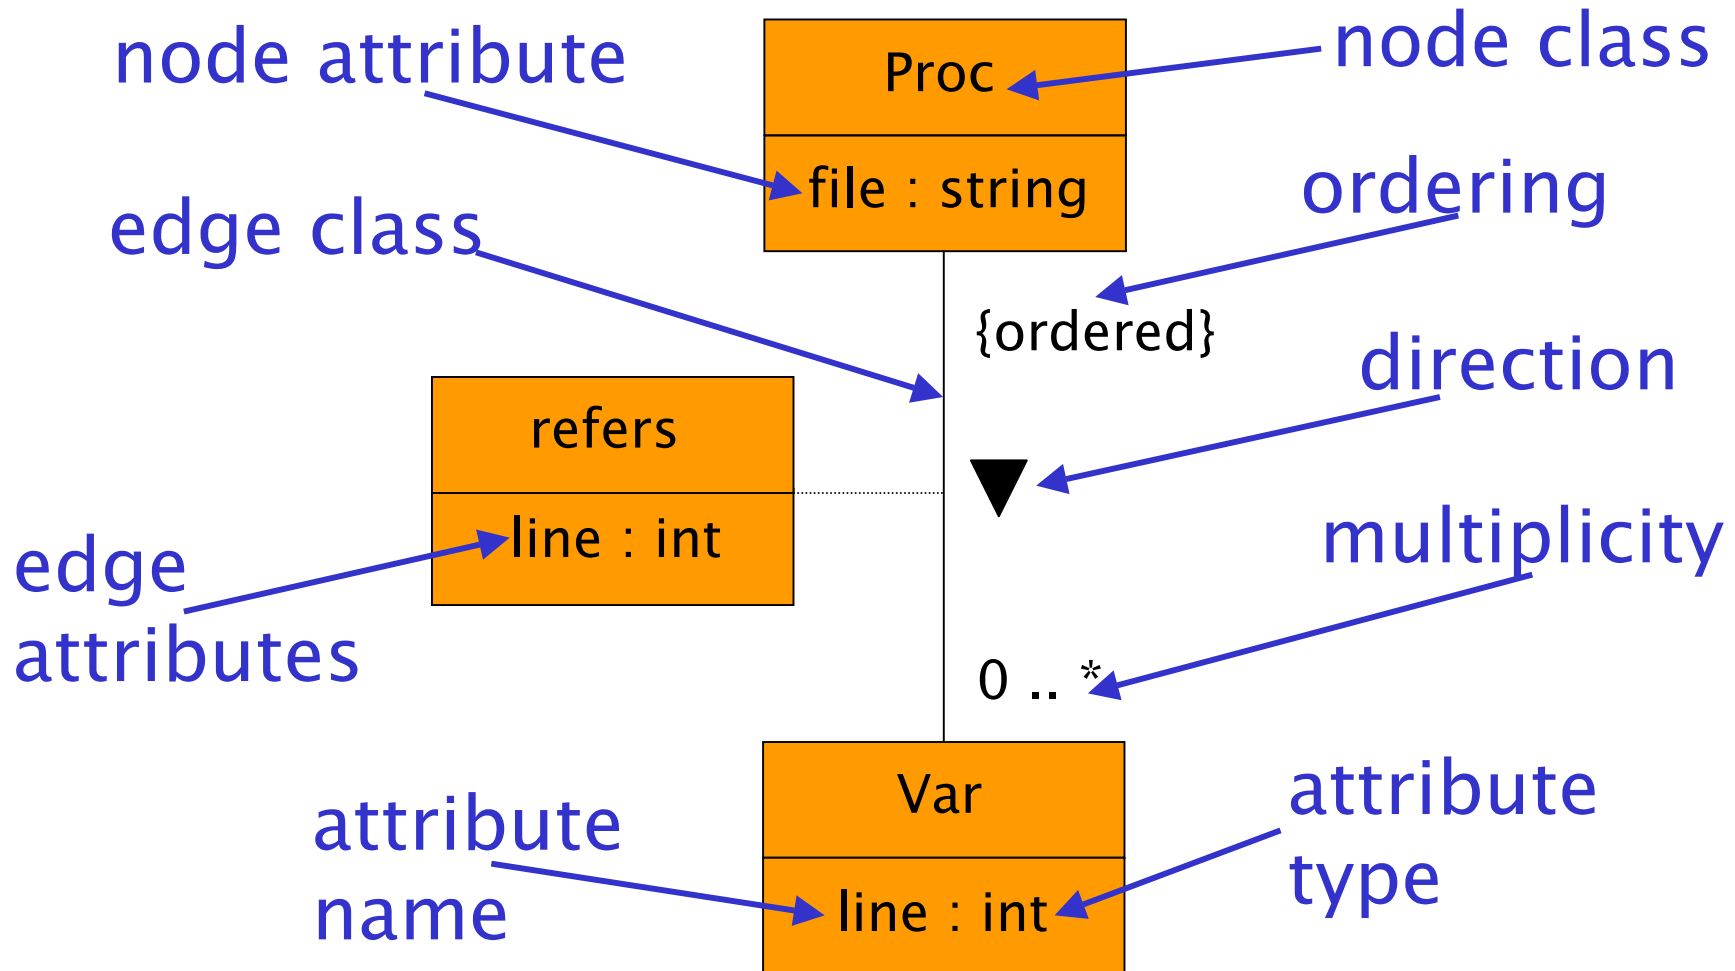 node attribute
Proc
node class
file : string
ordering
edge class
{ordered}
direction
refers
line : int
multiplicity
edge
attributes
0 .. *
Var
attribute
type
attribute
name
line : int